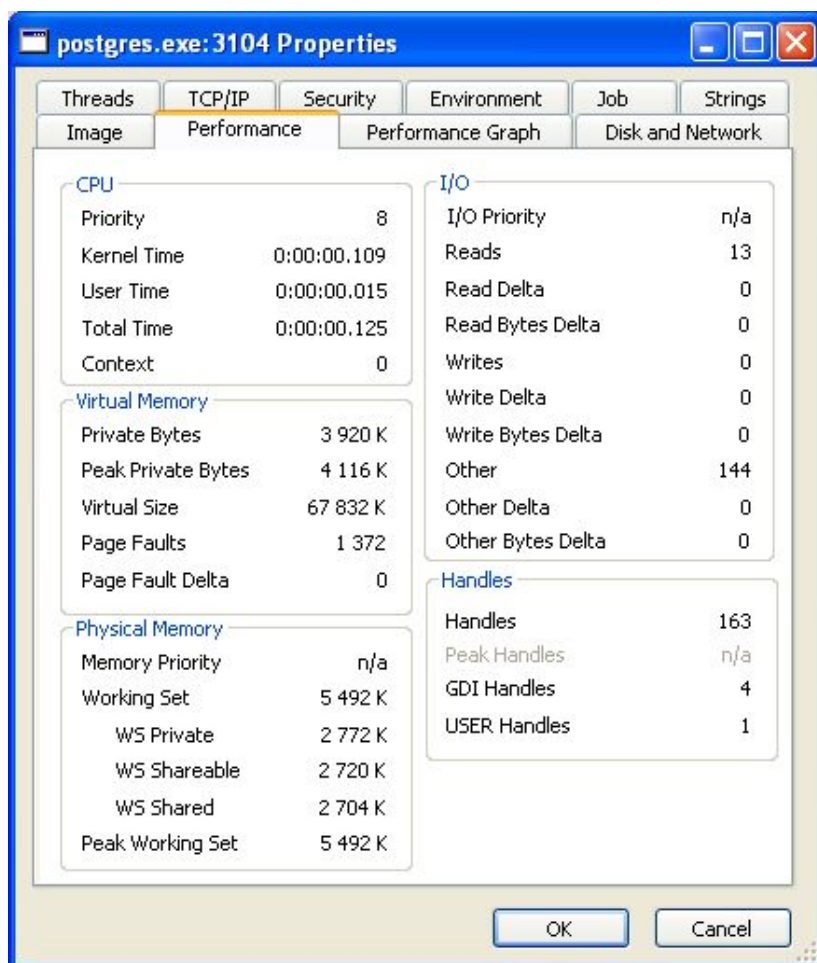 postgres.exe:3104 Properties
Threads TCP/IP Security Environment Job Strings
Image Performance Performance Graph Disk and Network
CPU
Priority 8
Kernel Time 0:00:00.109
User Time 0:00:00.015
Total Time 0:00:00.125
Context 0
Virtual Memory
Private Bytes 3 920 K
Peak Private Bytes 4 116 K
Virtual Size 67 832 K
Page Faults 1 372
Page Fault Delta 0
Physical Memory
Memory Priority n/a
Working Set 5 492 K
WS Private 2 772 K
WS Shareable 2 720 K
WS Shared 2 704 K
Peak Working Set 5 492 K
I/O
I/O Priority n/a
Reads 13
Read Delta 0
Read Bytes Delta 0
Writes 0
Write Delta 0
Write Bytes Delta 0
Other 144
Other Delta 0
Other Bytes Delta 0
Handles
Handles 163
Peak Handles n/a
GDI Handles 4
USER Handles 1
OK Cancel